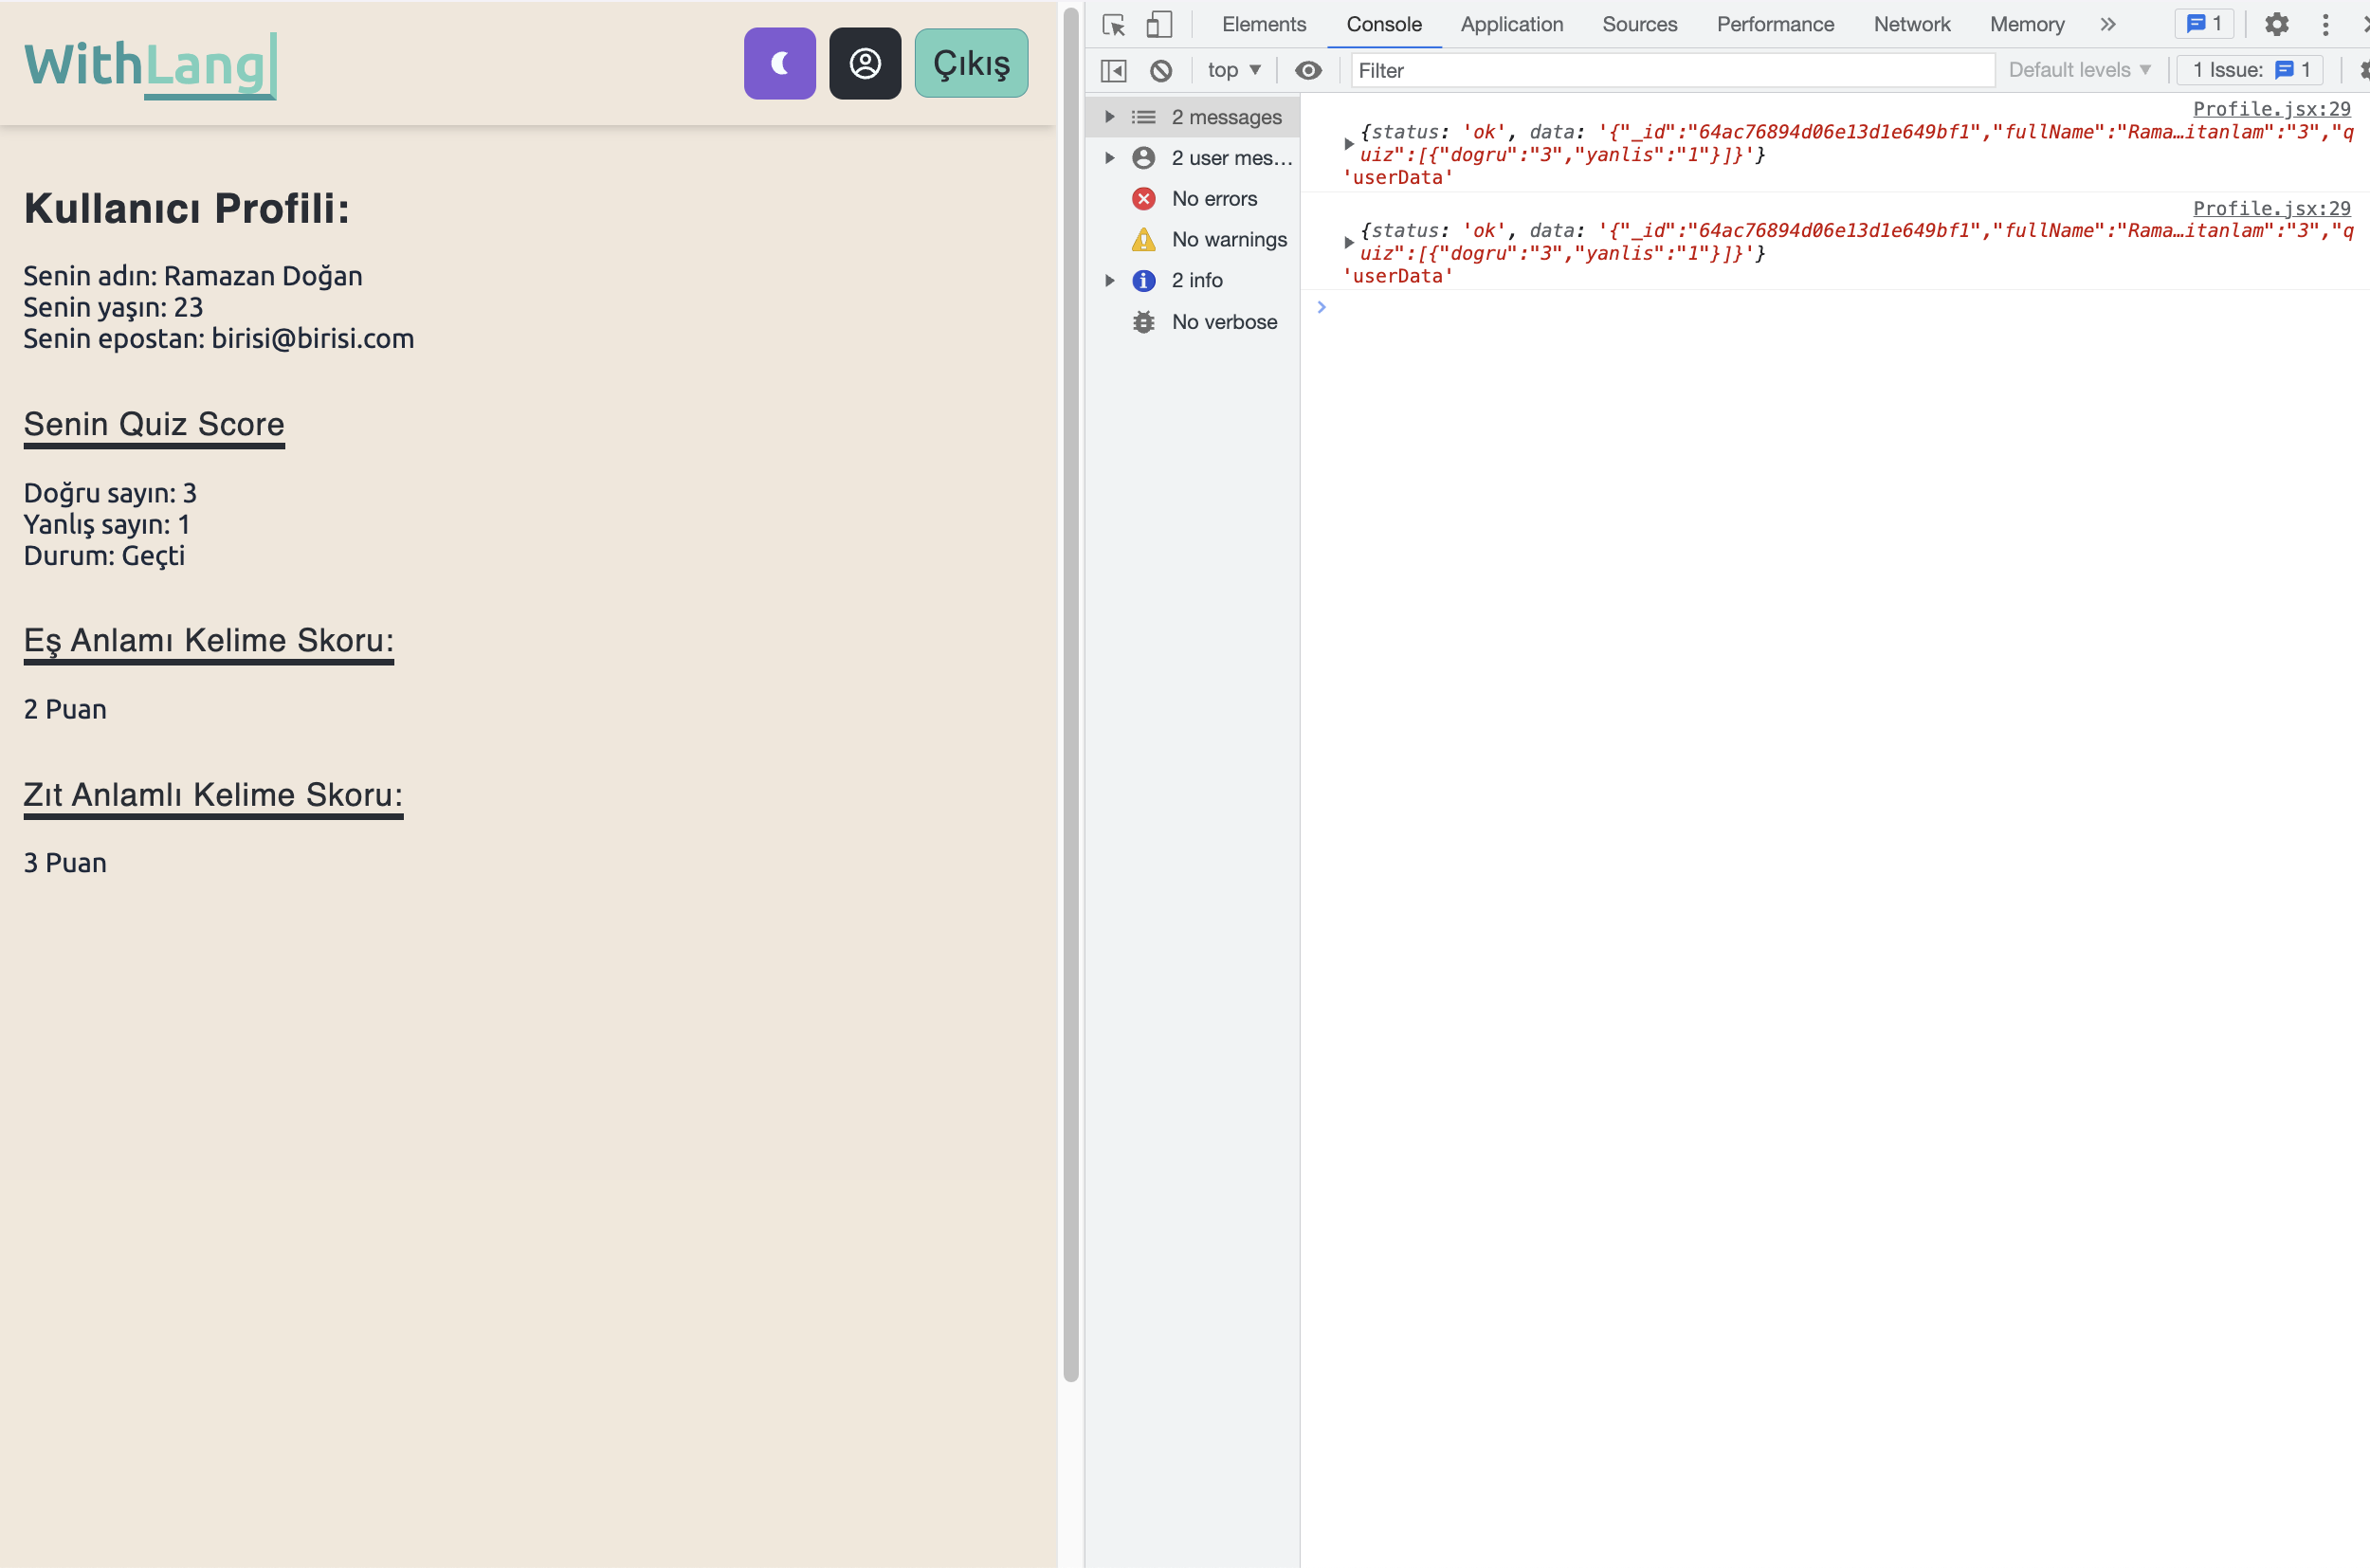 WithLang
Çıkış
Kullanıcı Profili:
Senin adın: Ramazan Doğan
Senin yaşın: 23
Senin epostan: birisi@birisi.com
Senin Quiz Score
Doğru sayın: 3
Yanlış sayın: 1
Durum: Geçti
Eş Anlamı Kelime Skoru:
2 Puan
Zıt Anlamlı Kelime Skoru:
3 Puan
Elements Console Application Sources Performance Network Memory 1
top Filter Default levels 1 Issue: 1
2 messages
2 user mes…
No errors
No warnings
2 info
No verbose
Profile.jsx:29
{status: 'ok', data: '{"_id":"64ac76894d06e13d1e649bf1","fullName":"Rama…itanlam":"3","q
uiz":[{"dogru":"3","yanlis":"1"}]}'}
'userData'
Profile.jsx:29
{status: 'ok', data: '{"_id":"64ac76894d06e13d1e649bf1","fullName":"Rama…itanlam":"3","q
uiz":[{"dogru":"3","yanlis":"1"}]}'}
'userData'